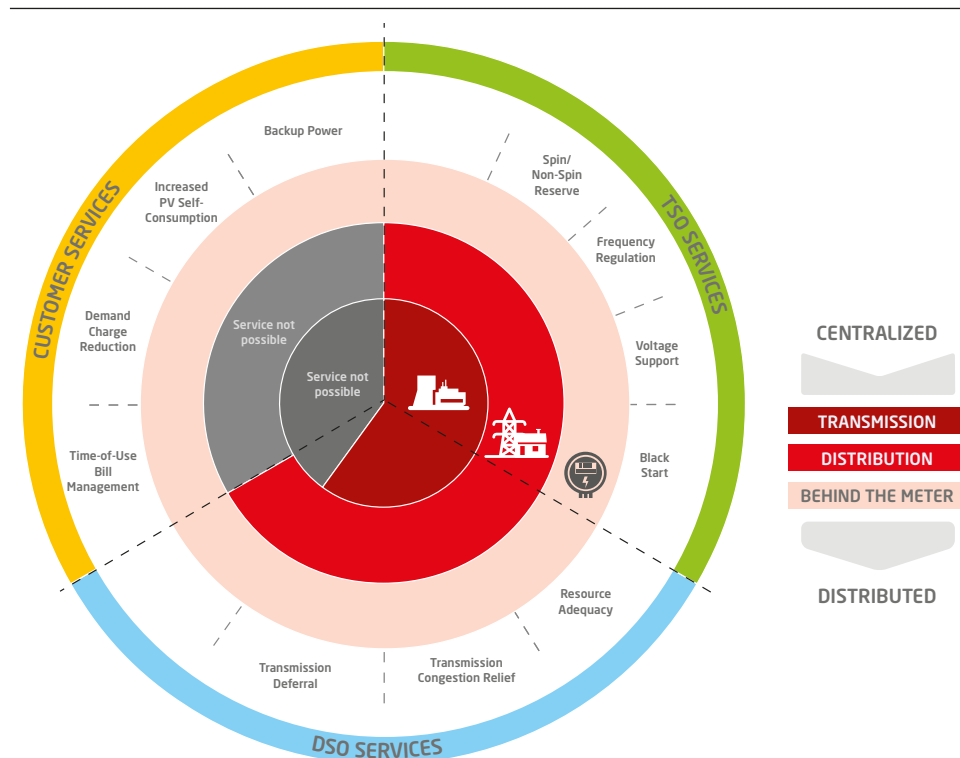 Backup Power
Increased
PV Self-
Consumption
Demand
Charge
Reduction
Time-of-Use
Bill
Management
CUSTOMER SERVICES
Spin/
Non-Spin
Reserve
Frequency
Regulation
Voltage
Support
Black
Start
TSO SERVICES
Service not
possible
Service not
possible
Resource
Adequacy
Transmission
Congestion Relief
Transmission
Deferral
DSO SERVICES
CENTRALIZED
TRANSMISSION
DISTRIBUTION
BEHIND THE METER
DISTRIBUTED